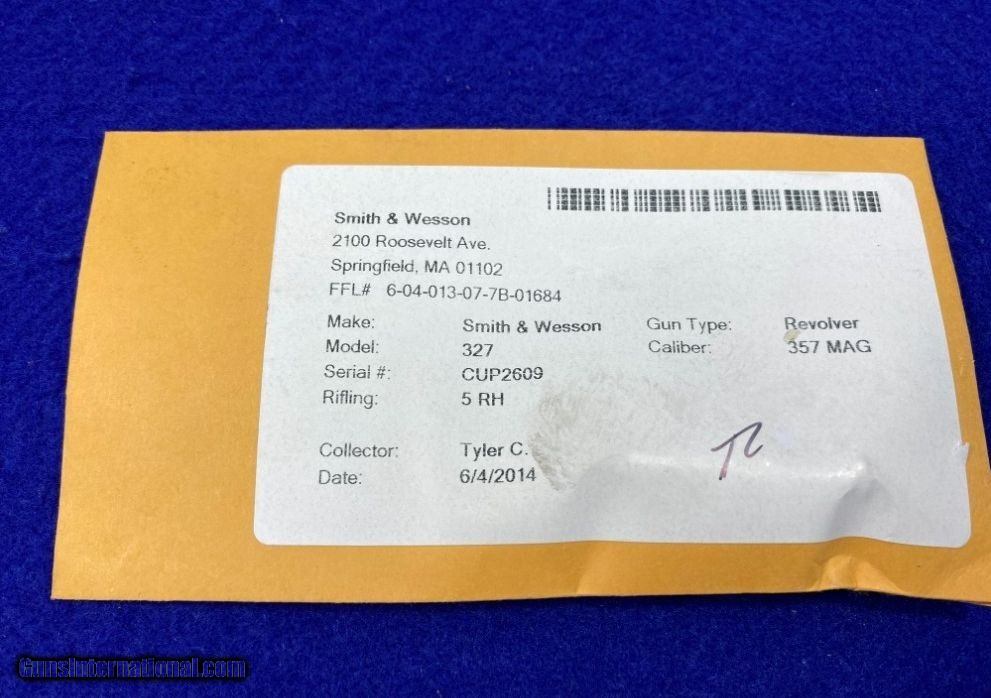 Smith & Wesson
2100 Roosevelt Ave.
Springfield, MA 01102
FFL# 6-04-013-07-7B-01684
Make: Smith & Wesson Gun Type: Revolver
Model: 327 Caliber: 357 MAG
Serial #: CUP2609
Rifling: 5 RH
Collector: Tyler C.
Date: 6/4/2014
GunsInternational.com